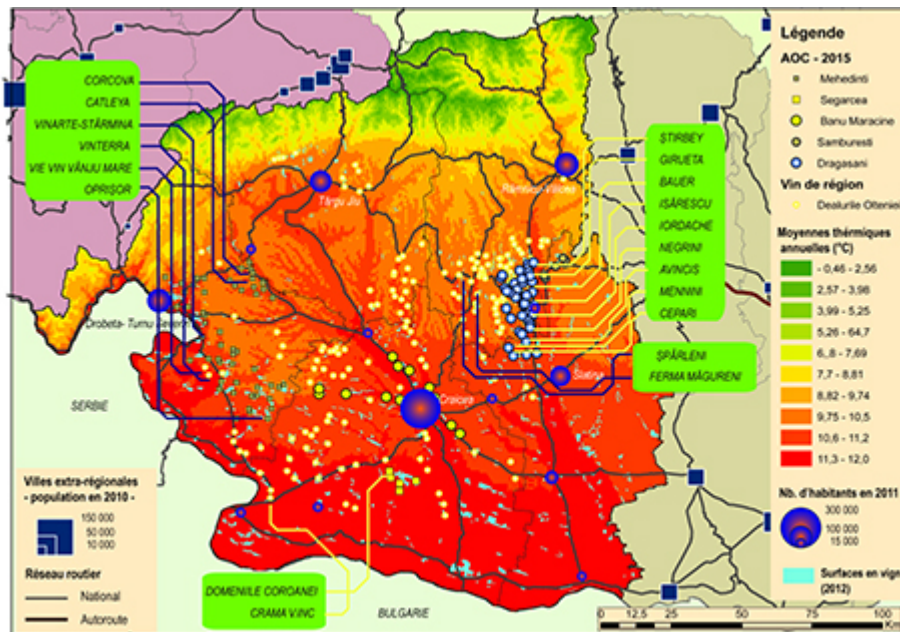 CORCOVA
CATLEYA
VINARTE-STÂRMINA
VINTERRA
VIE VIN VÂNJU MARE
OPRIŞOR
Târgu Jiu
Râmnicu Vâlcea
Drobeta- Turnu Severin
Craiova
Slatina
SERBIE
BULGARIE
ŞTIRBEY
GIRUETA
BAUER
ISĂRESCU
IORDACHE
NEGRINI
AVINCIS
MENNINI
CEPARI
SPÂRLENI
FERMA MĂGURENI
DOMENIILE COROANEI
CRAMA V.INC
Villes extra-régionales
- population en 2010 -
150 000
50 000
10 000
Réseau routier
National
Autoroute
Légende
AOC - 2015
Mehedinti
Segarcea
Banu Maracine
Samburesti
Dragasani
Vin de région
Dealurile Olteniei
Moyennes thérmiques
annuelles (°C)
- 0,46 - 2,56
2,57 - 3,98
3,99 - 5,25
5,26 - 64,7
6,.8 - 7,69
7,7 - 8,81
8,82 - 9,74
9,75 - 10,5
10,6 - 11,2
11,3 - 12,0
Nb. d'habitants en 2011
300 000
100 000
15 000
Surfaces en vigne
(2012)
0 12,5 25 50 75 100
Km